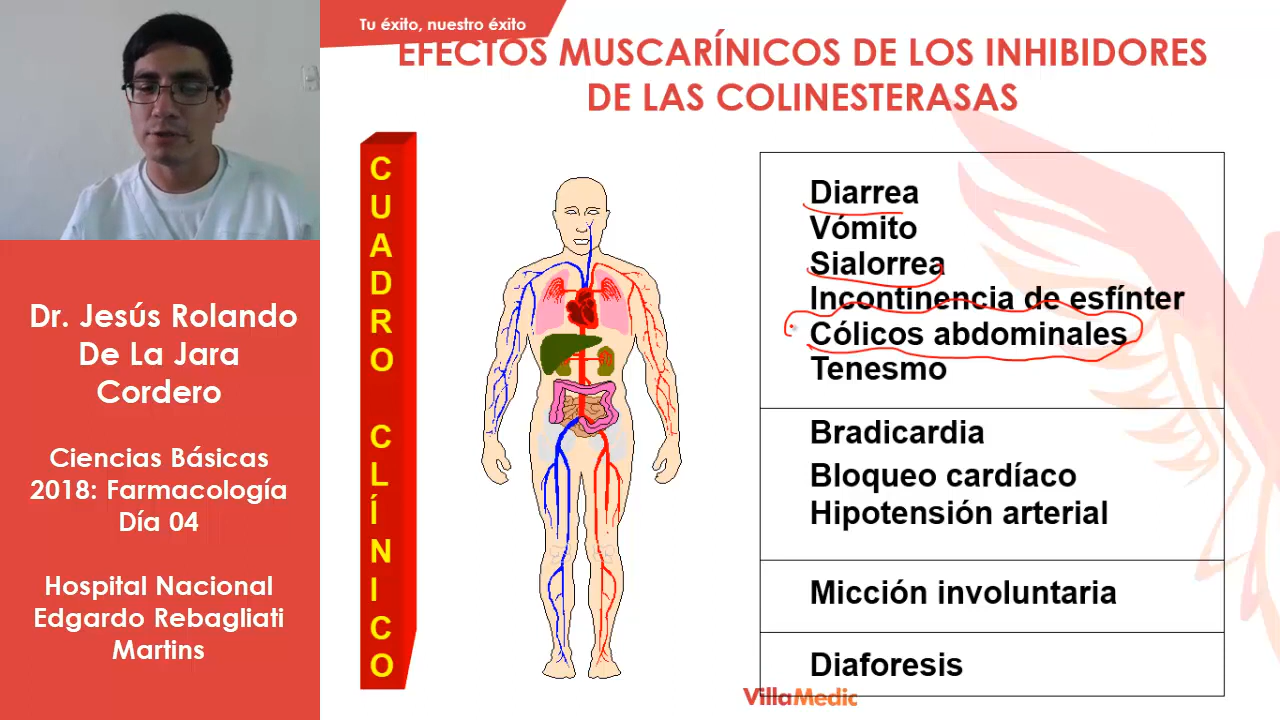 Tu éxito, nuestro éxito
EFECTOS MUSCARÍNICOS DE LOS INHIBIDORES
DE LAS COLINESTERASAS
Dr. Jesús Rolando
De La Jara
Cordero
Ciencias Básicas
2018: Farmacología
Día 04
Hospital Nacional
Edgardo Rebagliati
Martins
CUADRO CLÍNICO
Diarrea
Vómito
Sialorrea
Incontinencia de esfínter
Cólicos abdominales
Tenesmo
Bradicardia
Bloqueo cardíaco
Hipotensión arterial
Micción involuntaria
Diaforesis
VillaMedic